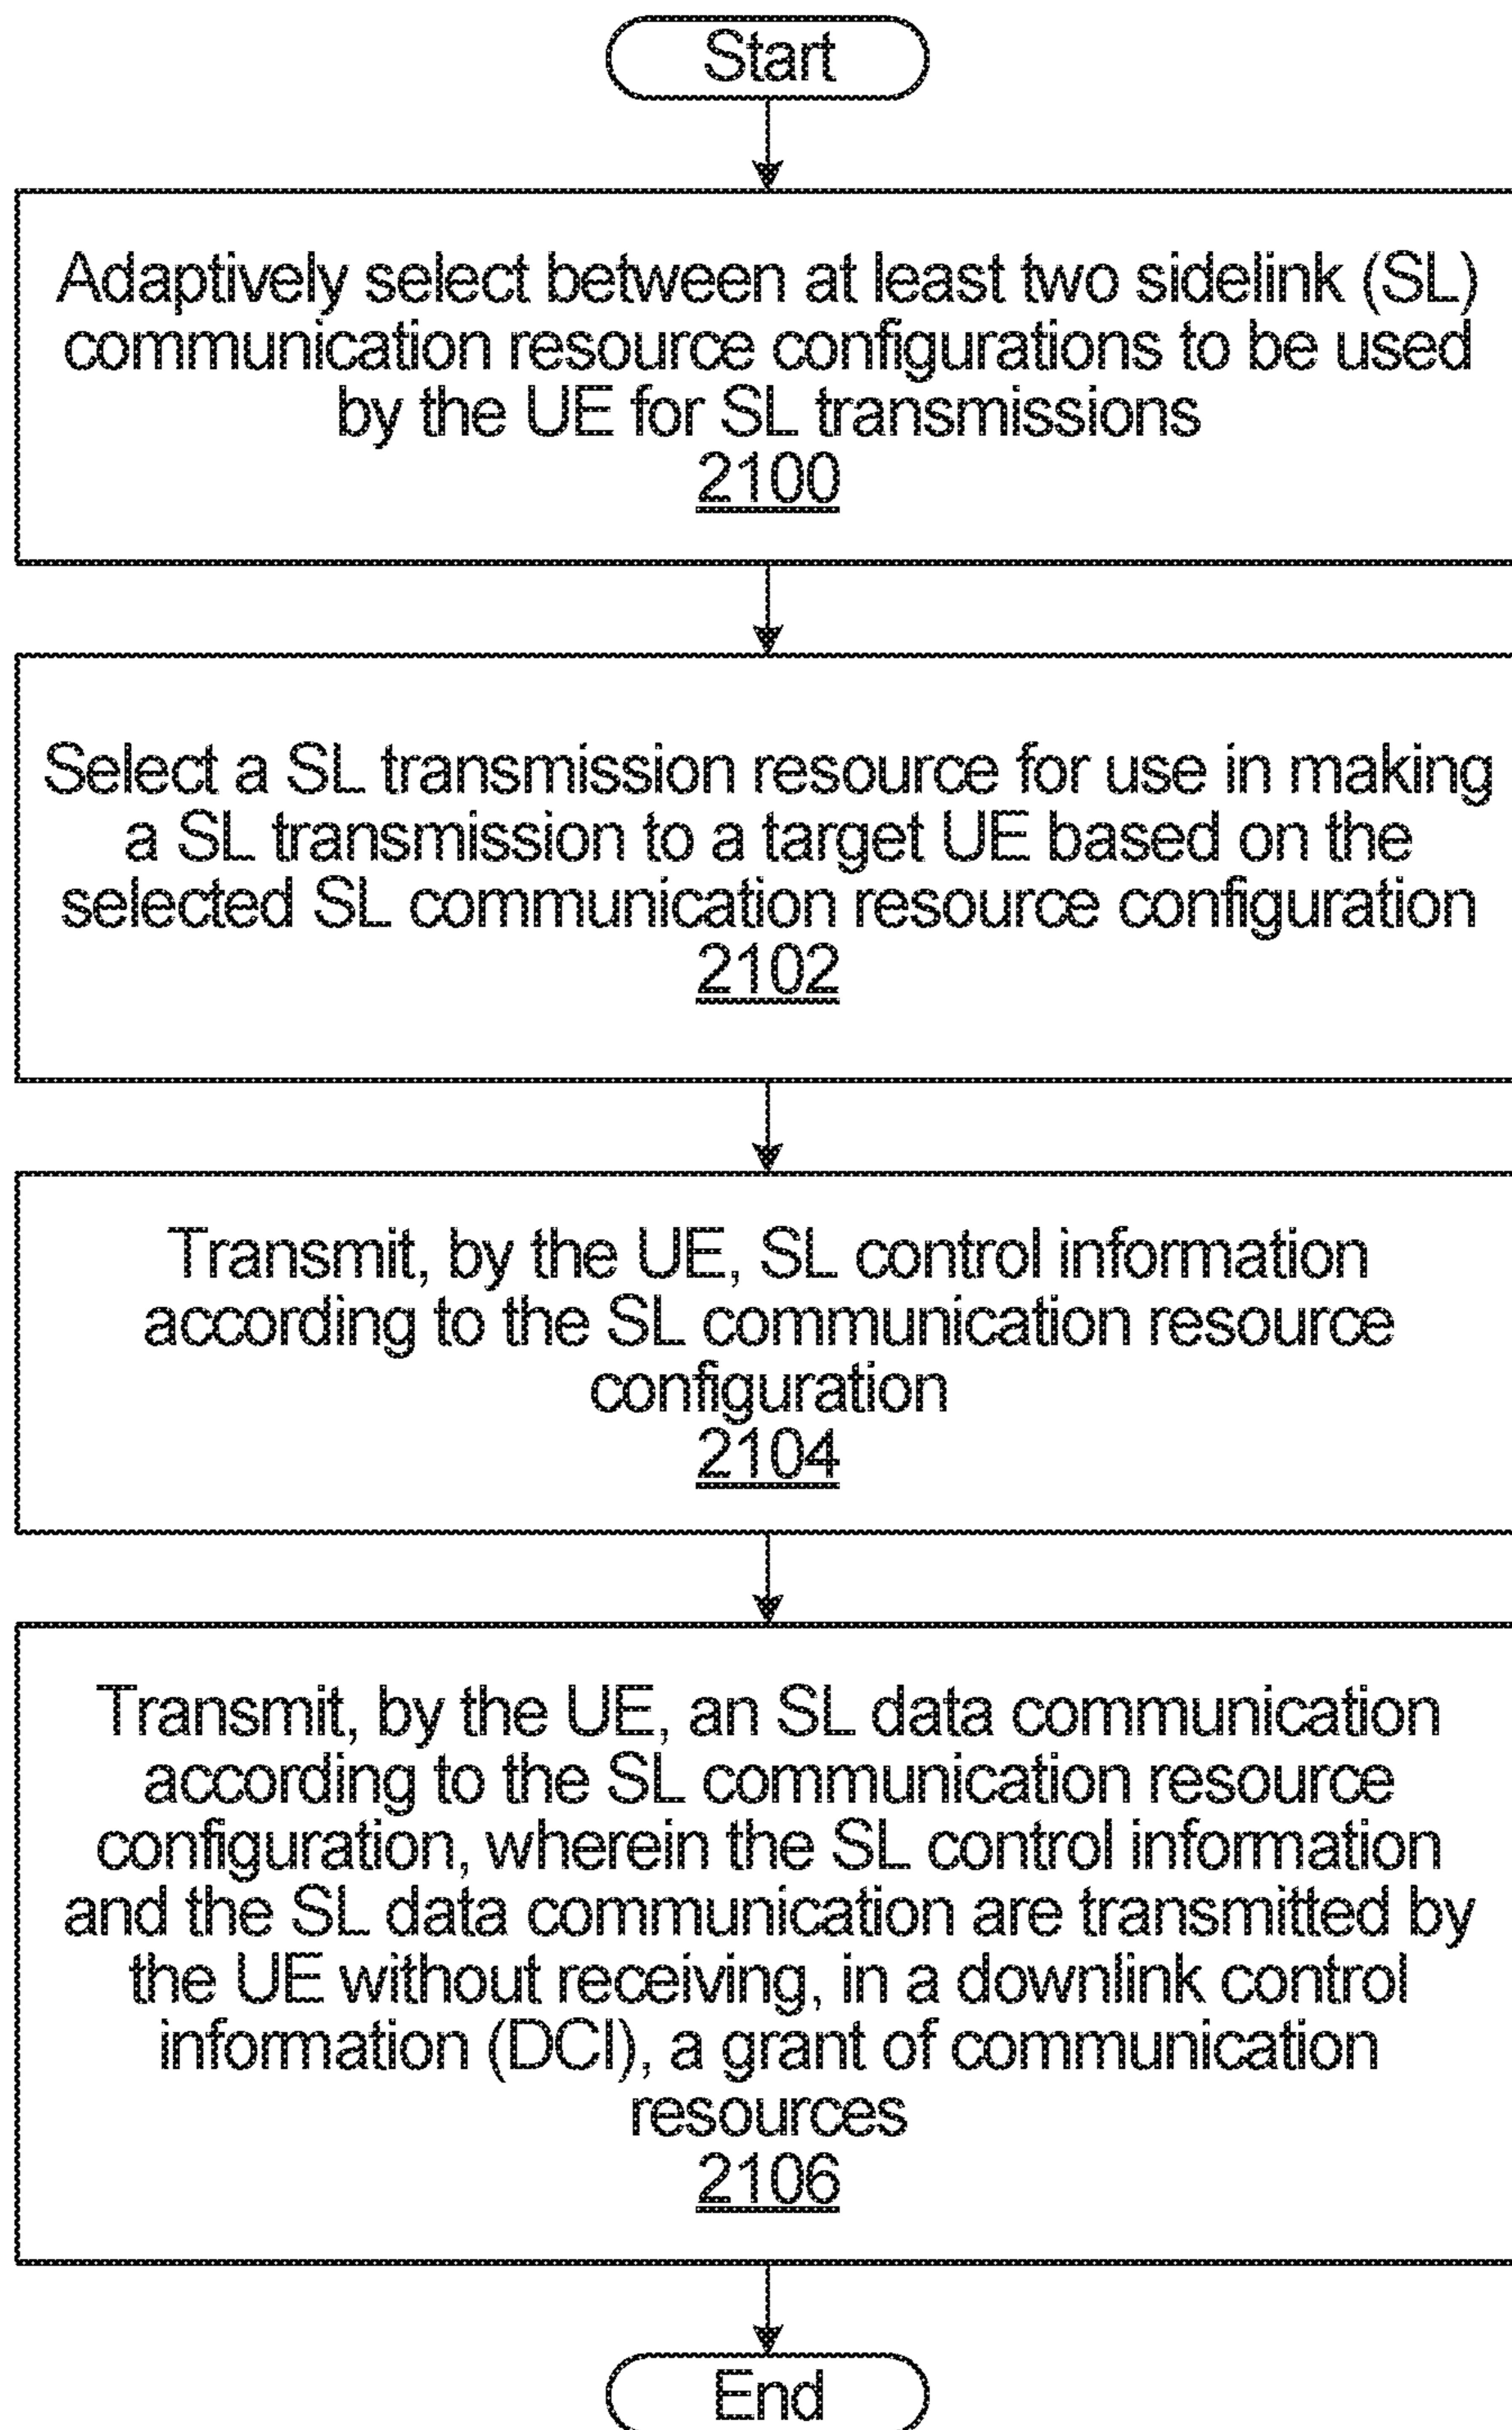 Start
Adaptively select between at least two sidelink (SL)
communication resource configurations to be used
by the UE for SL transmissions
2100
Select a SL transmission resource for use in making
a SL transmission to a target UE based on the
selected SL communication resource configuration
2102
Transmit, by the UE, SL control information
according to the SL communication resource
configuration
2104
Transmit, by the UE, an SL data communication
according to the SL communication resource
configuration, wherein the SL control information
and the SL data communication are transmitted by
the UE without receiving, in a downlink control
information (DCI), a grant of communication
resources
2106
End